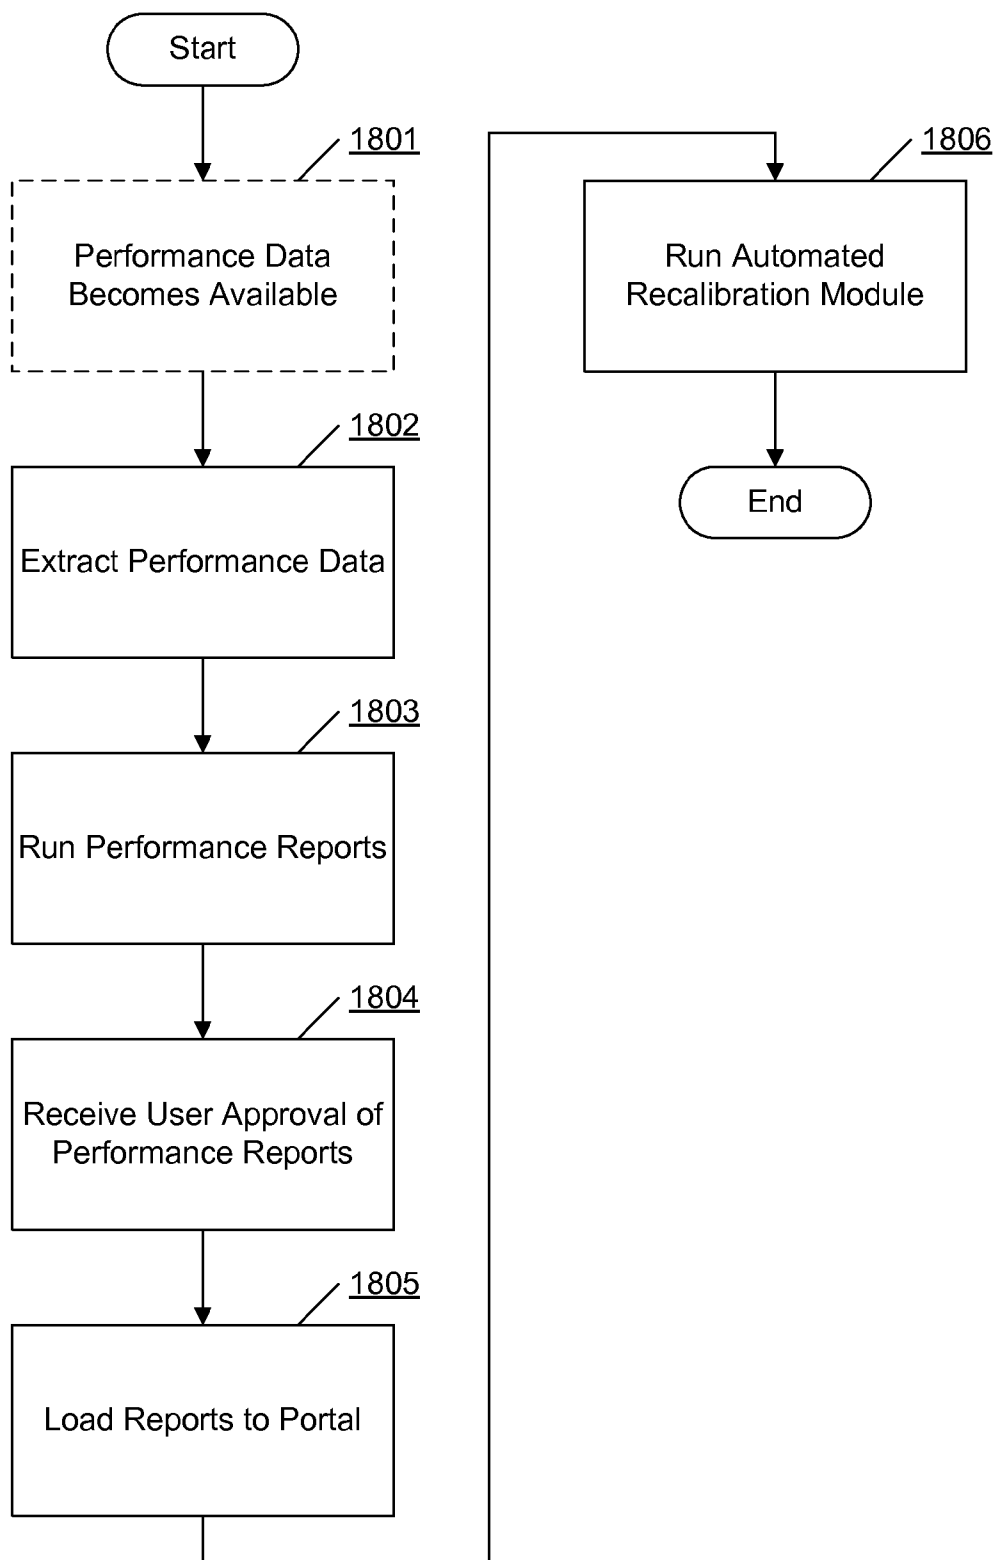 Start
1801
Performance Data
Becomes Available
1802
Extract Performance Data
1803
Run Performance Reports
1804
Receive User Approval of
Performance Reports
1805
Load Reports to Portal
1806
Run Automated
Recalibration Module
End